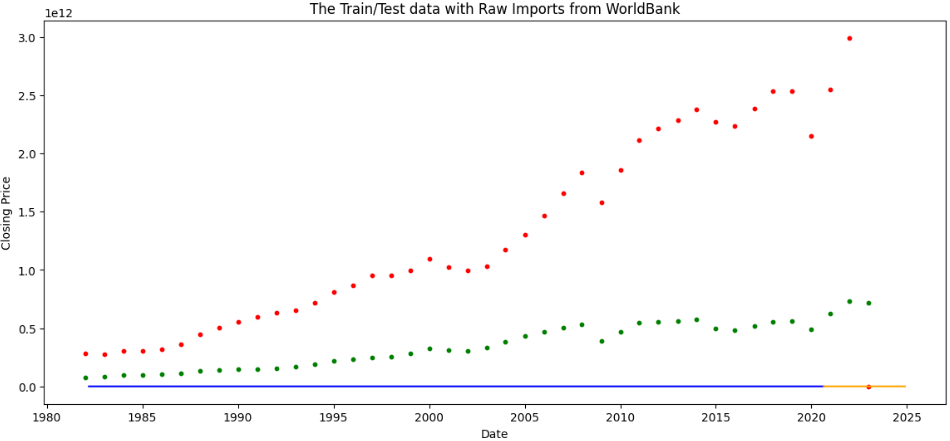 The Train/Test data with Raw Imports from WorldBank
1e12
3.0
2.5
2.0
1.5
1.0
0.5
0.0
Closing Price
1980 1985 1990 1995 2000 2005 2010 2015 2020 2025
Date